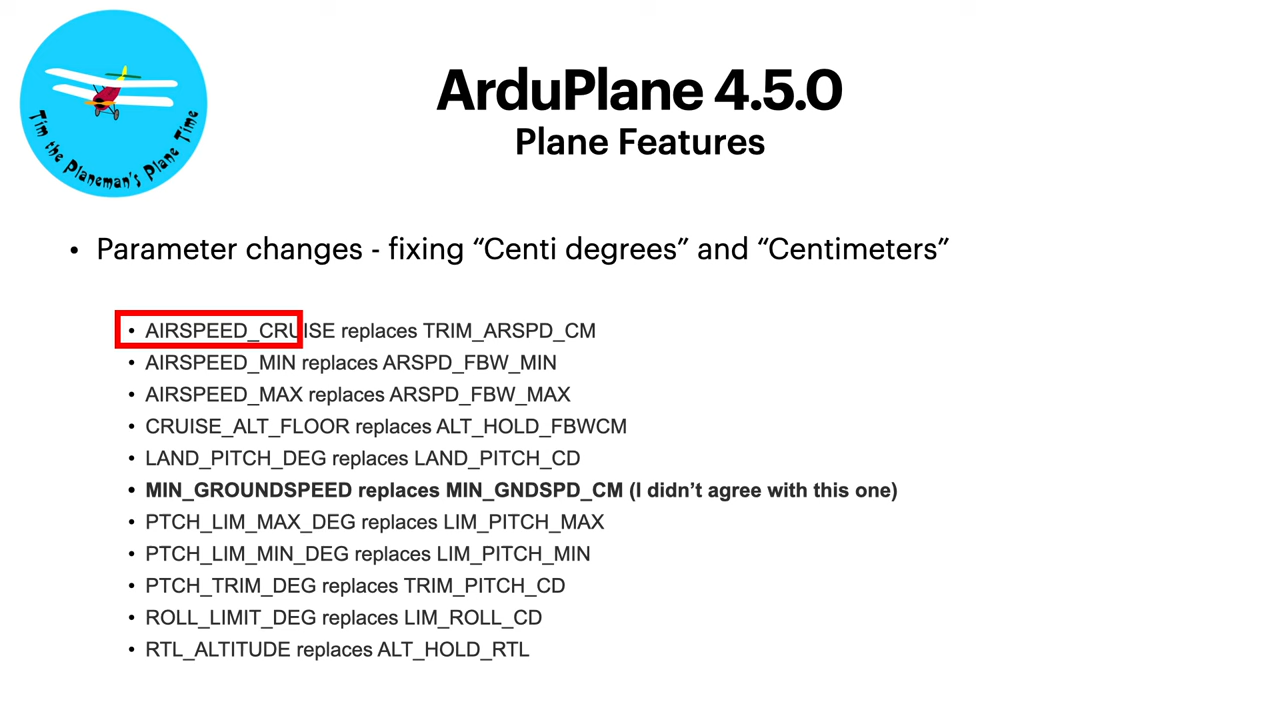 Tim the Planeman's Plane Time
ArduPlane 4.5.0
Plane Features
• Parameter changes - fixing “Centi degrees” and “Centimeters”
• AIRSPEED_CRUISE replaces TRIM_ARSPD_CM
• AIRSPEED_MIN replaces ARSPD_FBW_MIN
• AIRSPEED_MAX replaces ARSPD_FBW_MAX
• CRUISE_ALT_FLOOR replaces ALT_HOLD_FBWCM
• LAND_PITCH_DEG replaces LAND_PITCH_CD
• MIN_GROUNDSPEED replaces MIN_GNDSPD_CM (I didn’t agree with this one)
• PTCH_LIM_MAX_DEG replaces LIM_PITCH_MAX
• PTCH_LIM_MIN_DEG replaces LIM_PITCH_MIN
• PTCH_TRIM_DEG replaces TRIM_PITCH_CD
• ROLL_LIMIT_DEG replaces LIM_ROLL_CD
• RTL_ALTITUDE replaces ALT_HOLD_RTL